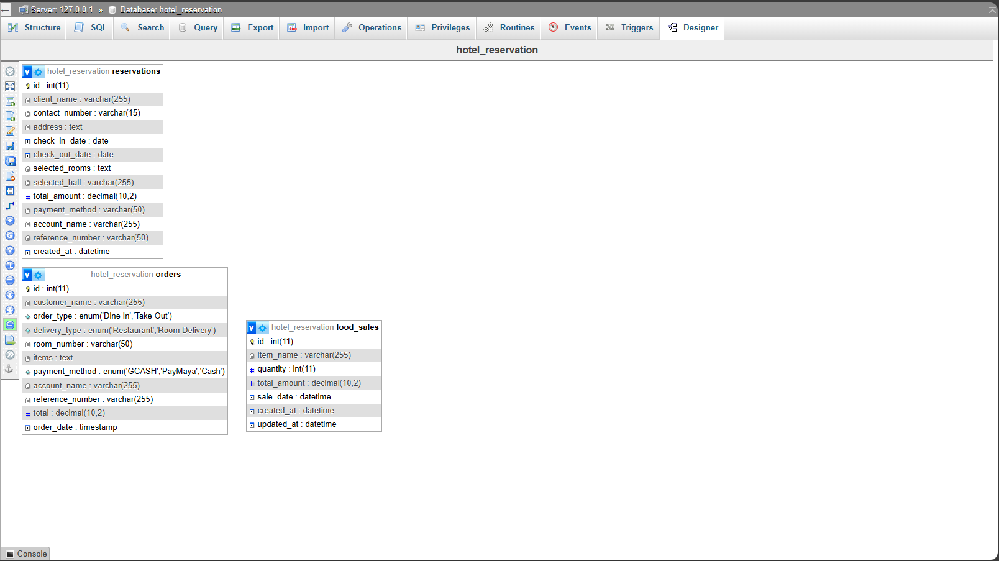 Server: 127.0.0.1 » Database: hotel_reservation
Structure SQL Search Query Export Import Operations Privileges Routines Events Triggers Designer
hotel_reservation
hotel_reservation reservations
id : int(11)
client_name : varchar(255)
contact_number : varchar(15)
address : text
check_in_date : date
check_out_date : date
selected_rooms : text
selected_hall : varchar(255)
total_amount : decimal(10,2)
payment_method : varchar(50)
account_name : varchar(255)
reference_number : varchar(50)
created_at : datetime
hotel_reservation orders
id : int(11)
customer_name : varchar(255)
order_type : enum('Dine In','Take Out')
delivery_type : enum('Restaurant','Room Delivery')
room_number : varchar(50)
items : text
payment_method : enum('GCASH','PayMaya','Cash')
account_name : varchar(255)
reference_number : varchar(255)
total : decimal(10,2)
order_date : timestamp
hotel_reservation food_sales
id : int(11)
item_name : varchar(255)
quantity : int(11)
total_amount : decimal(10,2)
sale_date : datetime
created_at : datetime
updated_at : datetime
Console